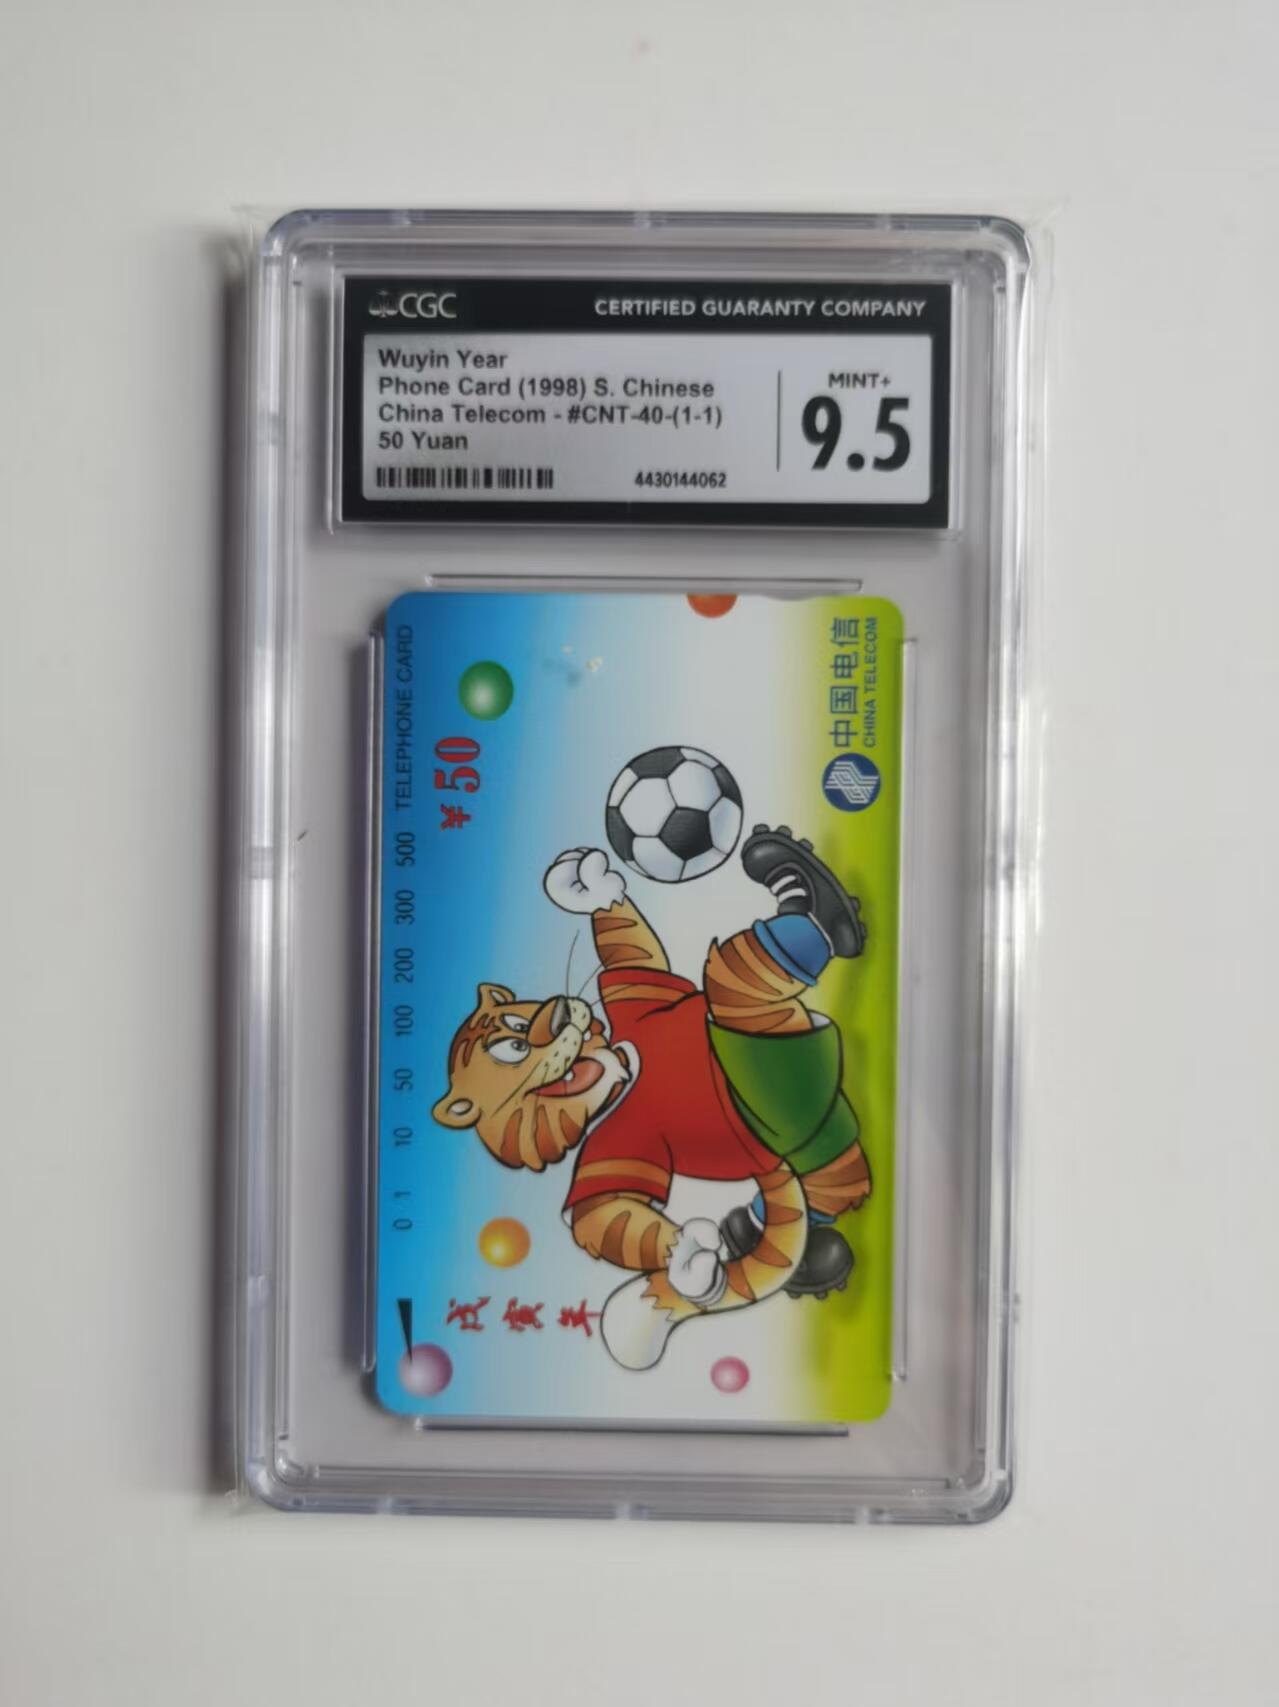 CGC
CERTIFIED GUARANTY COMPANY
Wuyin Year
Phone Card (1998) S. Chinese
China Telecom - #CNT-40-(1-1)
50 Yuan
4430144062
MINT+
9.5
0 1 10 50 100 200 300 500 TELEPHONE CARD
¥50
中国电信
CHINA TELECOM
戊寅年